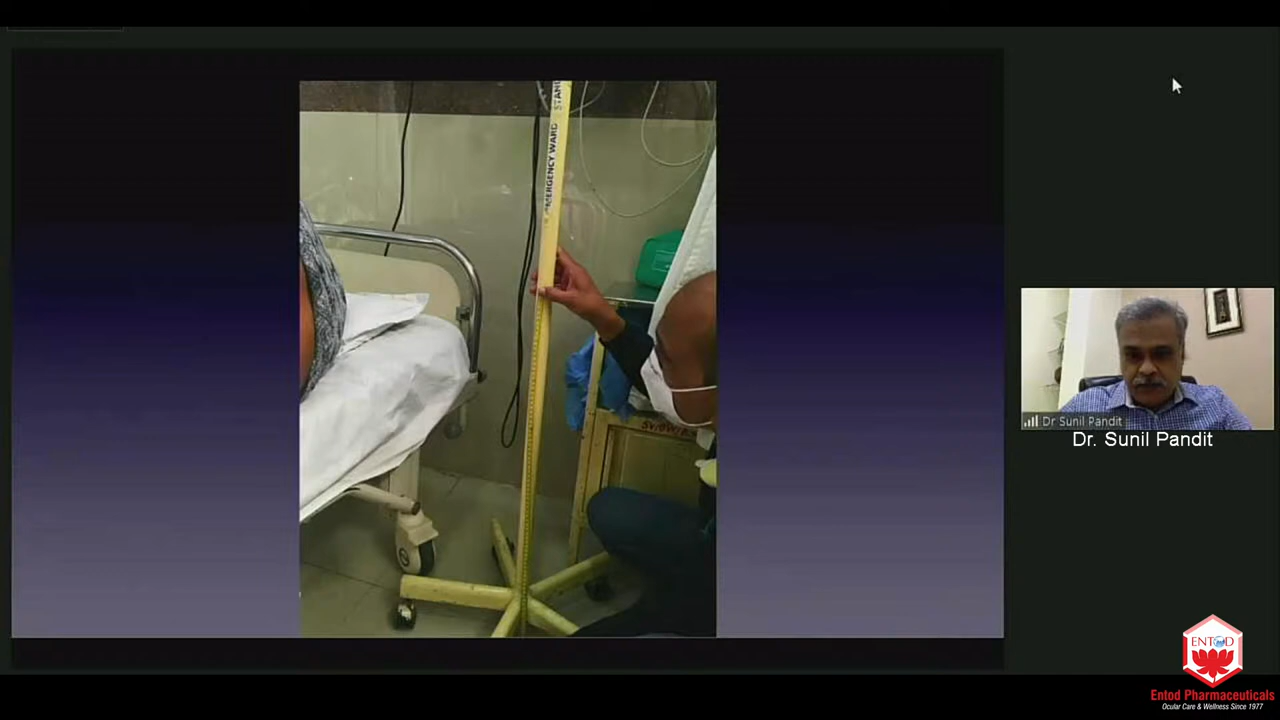 EMERGENCY WARD
Dr Sunil Pandit
Dr. Sunil Pandit
ENTOD
Entod Pharmaceuticals
Ocular Care & Wellness Since 1977